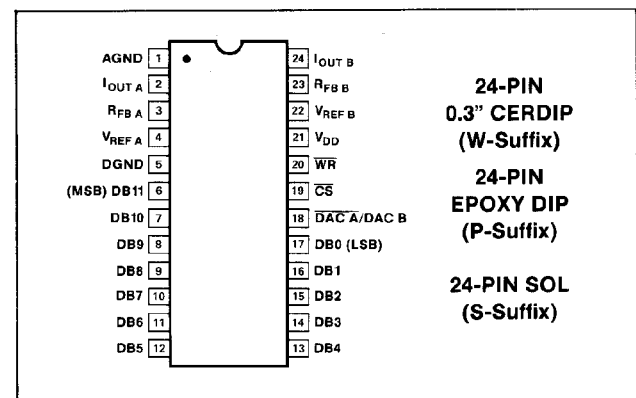 AGND 1
I OUT A 2
R FB A 3
V REF A 4
DGND 5
(MSB) DB11 6
DB10 7
DB9 8
DB8 9
DB7 10
DB6 11
DB5 12
24 I OUT B
23 R FB B
22 V REF B
21 V DD
20 W̅R̅
19 C̅S̅
18 D̅A̅C̅ A̅/DAC B
17 DB0 (LSB)
16 DB1
15 DB2
14 DB3
13 DB4
24-PIN
0.3" CERDIP
(W-Suffix)
24-PIN
EPOXY DIP
(P-Suffix)
24-PIN SOL
(S-Suffix)